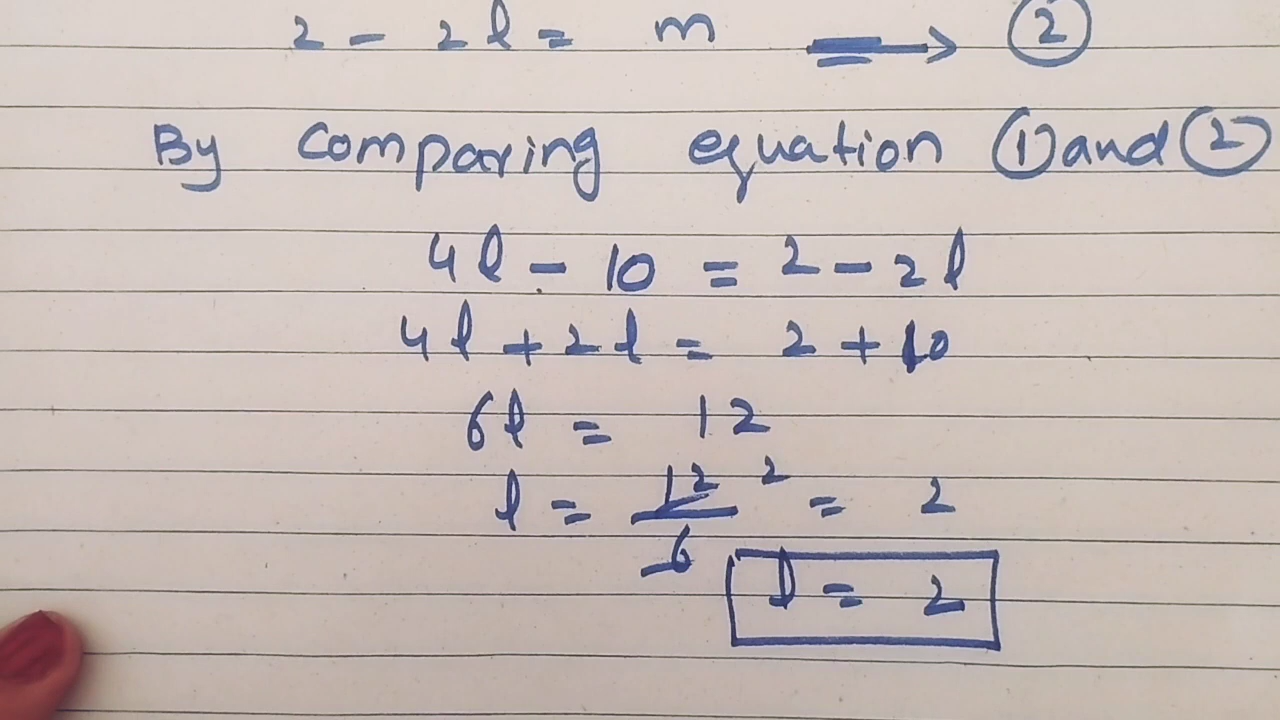 2 - 2l = m → ②
By comparing equation ① and ②
4l - 10 = 2 - 2l
4l + 2l = 2 + 10
6l = 12
l = 12/6 2 = 2
l = 2